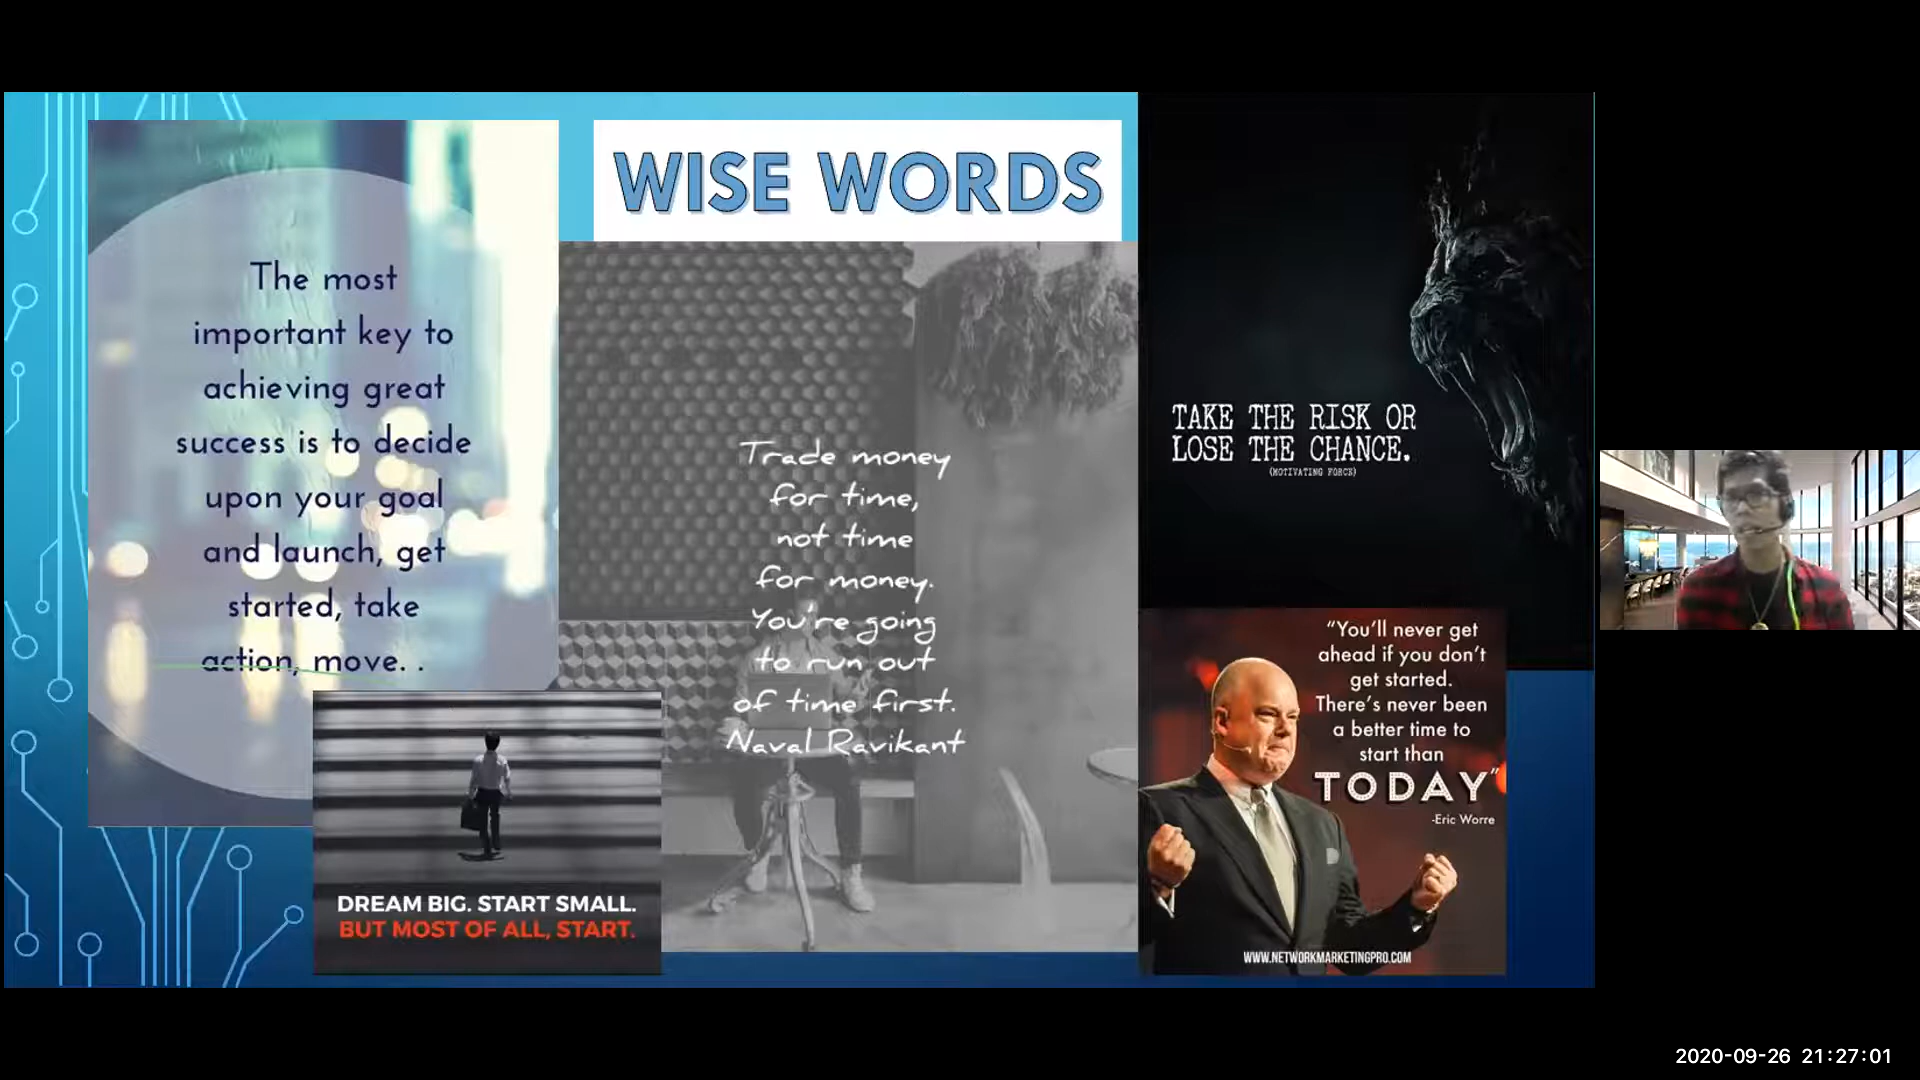 WISE WORDS
The most
important key to
achieving great
success is to decide
upon your goal
and launch, get
started, take
action, move. .
DREAM BIG. START SMALL.
BUT MOST OF ALL, START.
Trade money
for time,
not time
for money.
You're going
to run out
of time first.
Naval Ravikant
TAKE THE RISK OR
LOSE THE CHANCE.
(MOTIVATING FORCE)
“You’ll never get
ahead if you don’t
get started.
There’s never been
a better time to
start than
TODAY”
-Eric Worre
WWW.NETWORKMARKETINGPRO.COM
2020-09-26 21:27:01